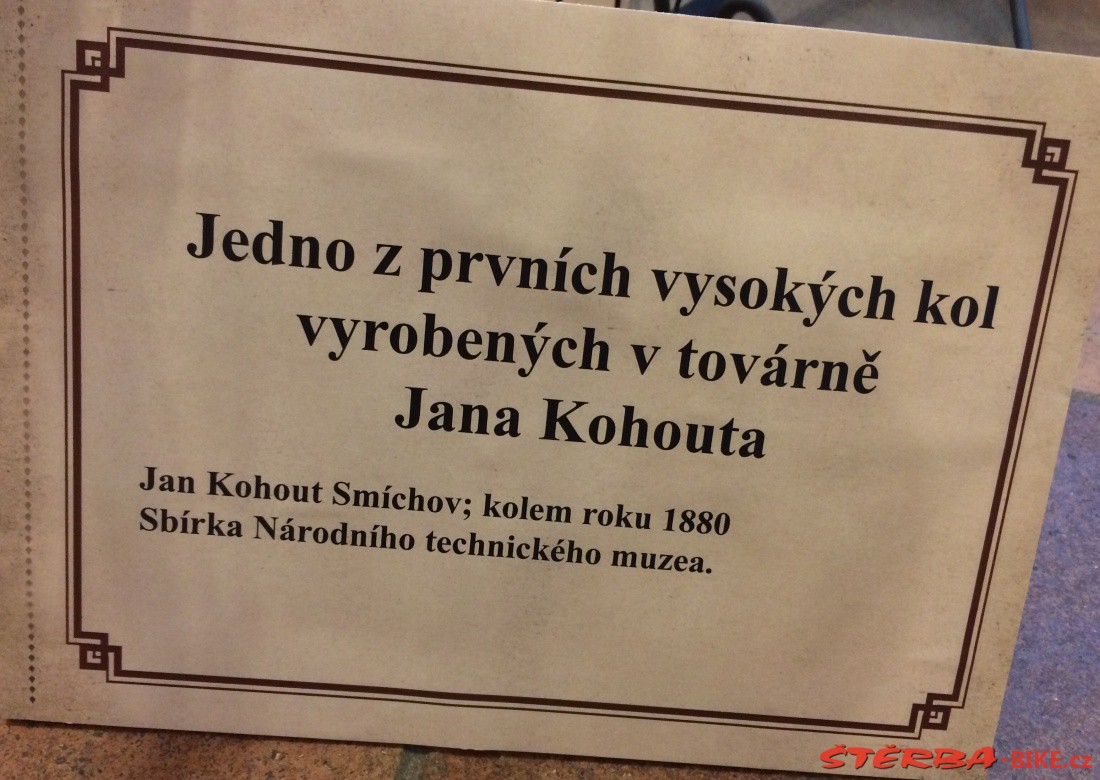 Jedno z prvních vysokých kol
vyrobených v továrně
Jana Kohouta
Jan Kohout Smíchov; kolem roku 1880
Sbírka Národního technického muzea.
ŠTĚRBA-BIKE.cz